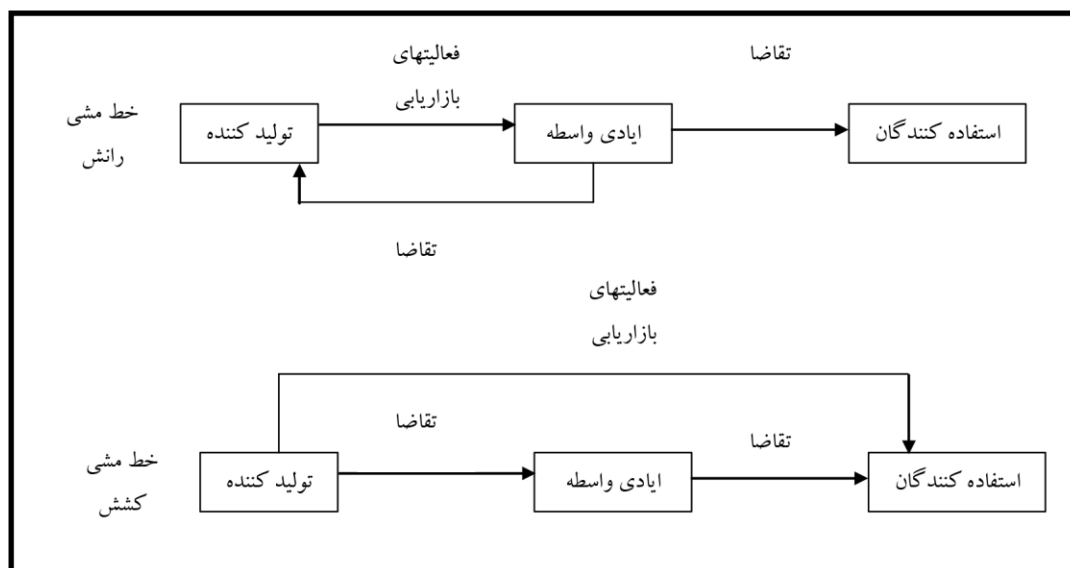 فعالیتهای
بازاریابی
تقاضا
خط مشی
رانش
تولید کننده
ایادی واسطه
استفاده کنندگان
تقاضا
فعالیتهای
بازاریابی
تقاضا
تقاضا
خط مشی
کشش
تولید کننده
ایادی واسطه
استفاده کنندگان